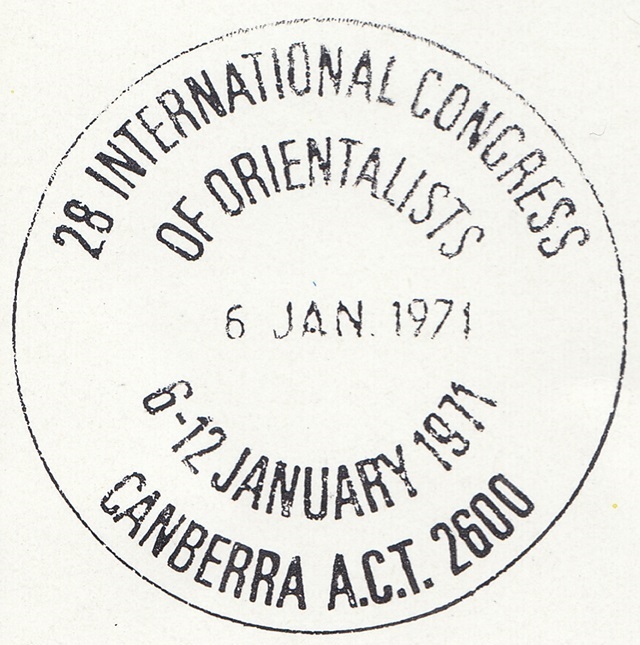 28 INTERNATIONAL CONGRESS
OF ORIENTALISTS
6 JAN. 1971
6-12 JANUARY 1971
CANBERRA A.C.T. 2600